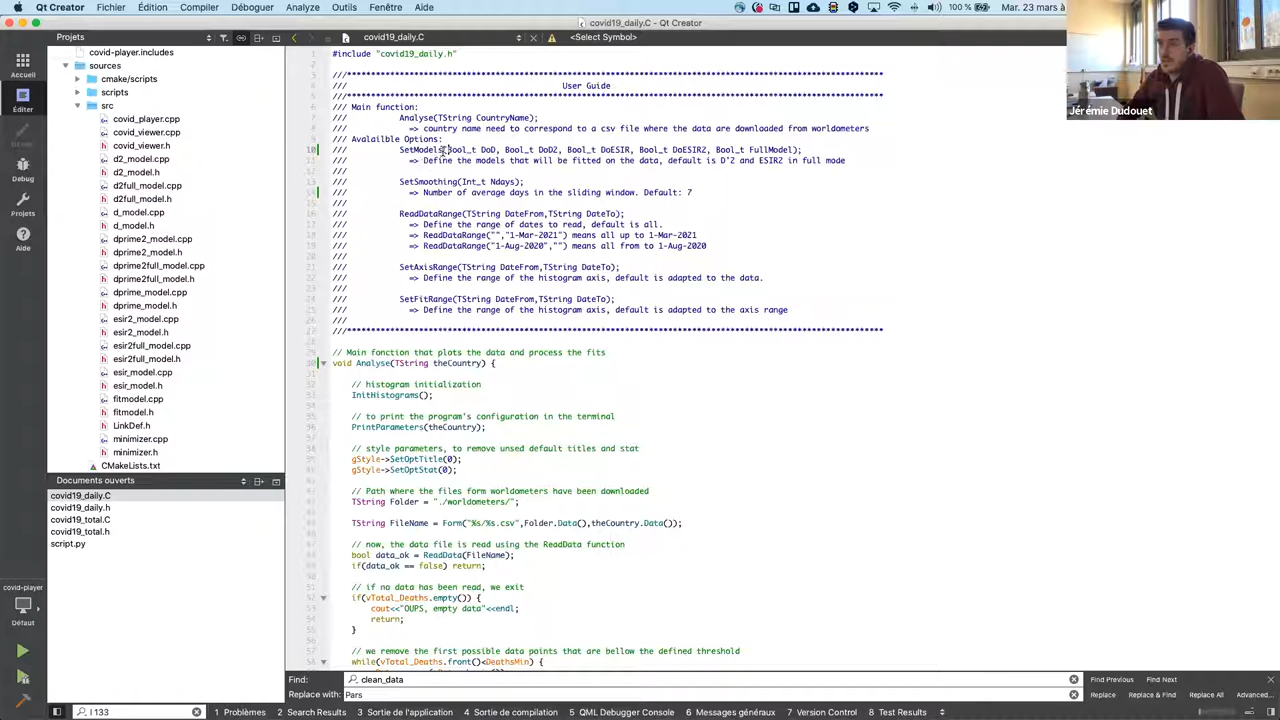 Qt Creator Fichier Édition Compiler Déboguer Analyse Outils Fenêtre Aide 100 % Mar. 23 mars à
covid19_daily.C - Qt Creator
Projets
covid19_daily.C
<Select Symbol>
Accueil
Éditer
Debug
Projets
Aide
covid-player
Défaut
covid-player.includes
sources
cmake/scripts
scripts
src
covid_player.cpp
covid_viewer.cpp
covid_viewer.h
d2_model.cpp
d2_model.h
d2full_model.cpp
d2full_model.h
d_model.cpp
d_model.h
dprime2_model.cpp
dprime2_model.h
dprime2full_model.cpp
dprime2full_model.h
dprime_model.cpp
dprime_model.h
esir2_model.cpp
esir2_model.h
esir2full_model.cpp
esir2full_model.h
esir_model.cpp
esir_model.h
fitmodel.cpp
fitmodel.h
LinkDef.h
minimizer.cpp
minimizer.h
CMakeLists.txt
Documents ouverts
covid19_daily.C
covid19_daily.h
covid19_total.C
covid19_total.h
script.py
#include "covid19_daily.h"
/// User Guide
/// Main function:
/// Analyse(TString CountryName);
/// => country name need to correspond to a csv file where the data are downloaded from worldometers
/// Avalailble Options:
/// SetModels(Bool_t DoD, Bool_t DoD2, Bool_t DoESIR, Bool_t DoESIR2, Bool_t FullModel);
/// => Define the models that will be fitted on the data, default is D'2 and ESIR2 in full mode
///
/// SetSmoothing(Int_t Ndays);
/// => Number of average days in the sliding window. Default: 7
///
/// ReadDataRange(TString DateFrom,TString DateTo);
/// => Define the range of dates to read, default is all.
/// => ReadDataRange("","1-Mar-2021") means all up to 1-Mar-2021
/// => ReadDataRange("1-Aug-2020","") means all from to 1-Aug-2020
///
/// SetAxisRange(TString DateFrom,TString DateTo);
/// => Define the range of the histogram axis, default is adapted to the data.
///
/// SetFitRange(TString DateFrom,TString DateTo);
/// => Define the range of the histogram axis, default is adapted to the axis range
///
// Main fonction that plots the data and process the fits
void Analyse(TString theCountry) {
// histogram initialization
InitHistograms();
// to print the program's configuration in the terminal
PrintParameters(theCountry);
// style parameters, to remove unsed default titles and stat
gStyle->SetOptTitle(0);
gStyle->SetOptStat(0);
// Path where the files form worldometers have been downloaded
TString Folder = "./worldometers/";
TString FileName = Form("%s/%s.csv",Folder.Data(),theCountry.Data());
// now, the data file is read using the ReadData function
bool data_ok = ReadData(FileName);
if(data_ok == false) return;
// if no data has been read, we exit
if(vTotal_Deaths.empty()) {
cout<<"OUPS, empty data"<<endl;
return;
}
// we remove the first possible data points that are bellow the defined threshold
while(vTotal_Deaths.front()<DeathsMin) {
Find: clean_data Find Previous Find Next
Replace with: Pars Replace Replace & Find Replace All Advanced...
l 133 1 Problèmes 2 Search Results 3 Sortie de l'application 4 Sortie de compilation 5 QML Debugger Console 6 Messages généraux 7 Version Control 8 Test Results
Jérémie Dudouet